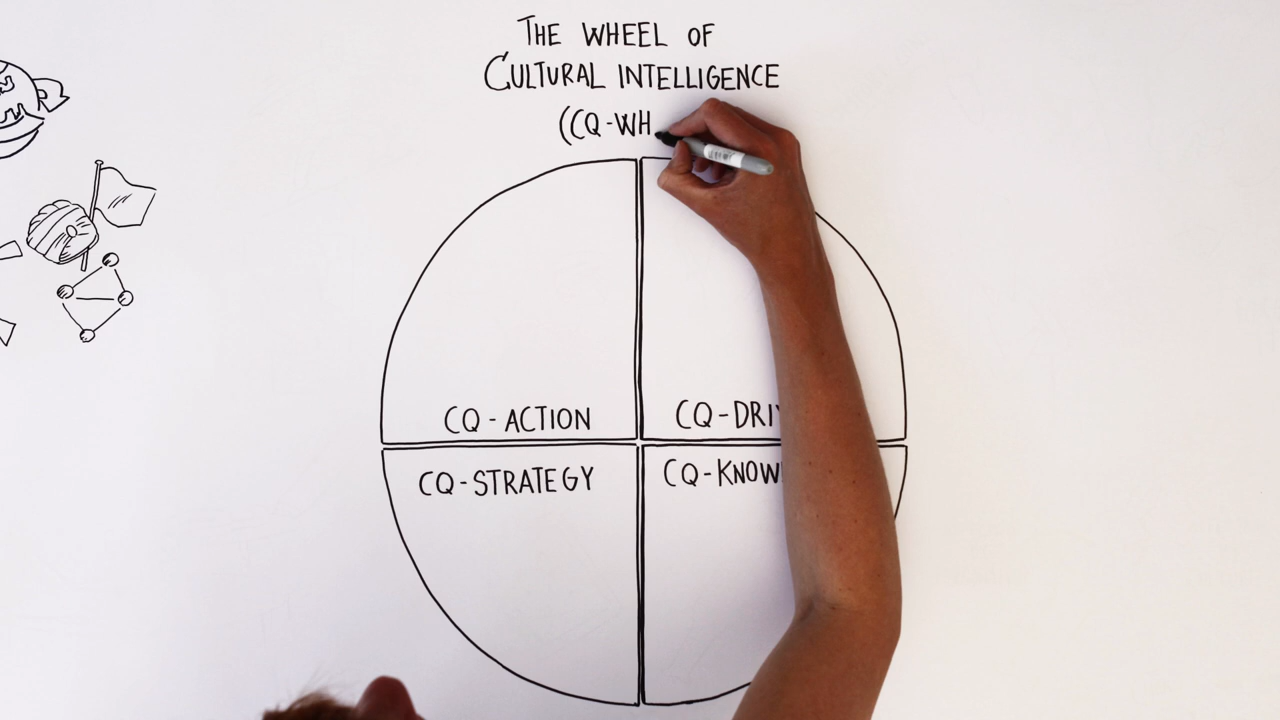 THE WHEEL OF
CULTURAL INTELLIGENCE
(CQ-WH
CQ-ACTION
CQ-DRI
CQ-STRATEGY
CQ-KNOW